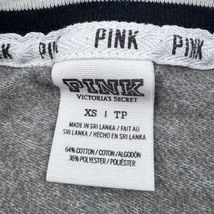 PINK PINK PINK
PINK
VICTORIA'S SECRET
XS | TP
MADE IN SRI LANKA / FAIT AU
SRI LANKA / HECHO EN SRI LANKA
64% COTTON / COTON / ALGODÓN
36% POLYESTER / POLIÉSTER